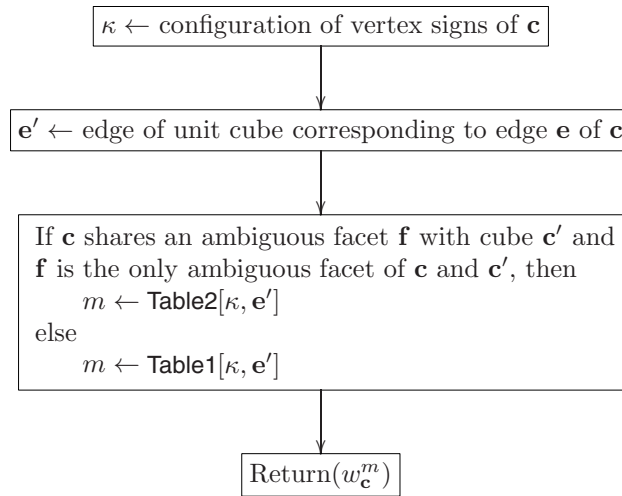 κ ← configuration of vertex signs of c
e′ ← edge of unit cube corresponding to edge e of c
If c shares an ambiguous facet f with cube c′ and
f is the only ambiguous facet of c and c′, then
m ← Table2[κ, e′]
else
m ← Table1[κ, e′]
Return(w_c^m)